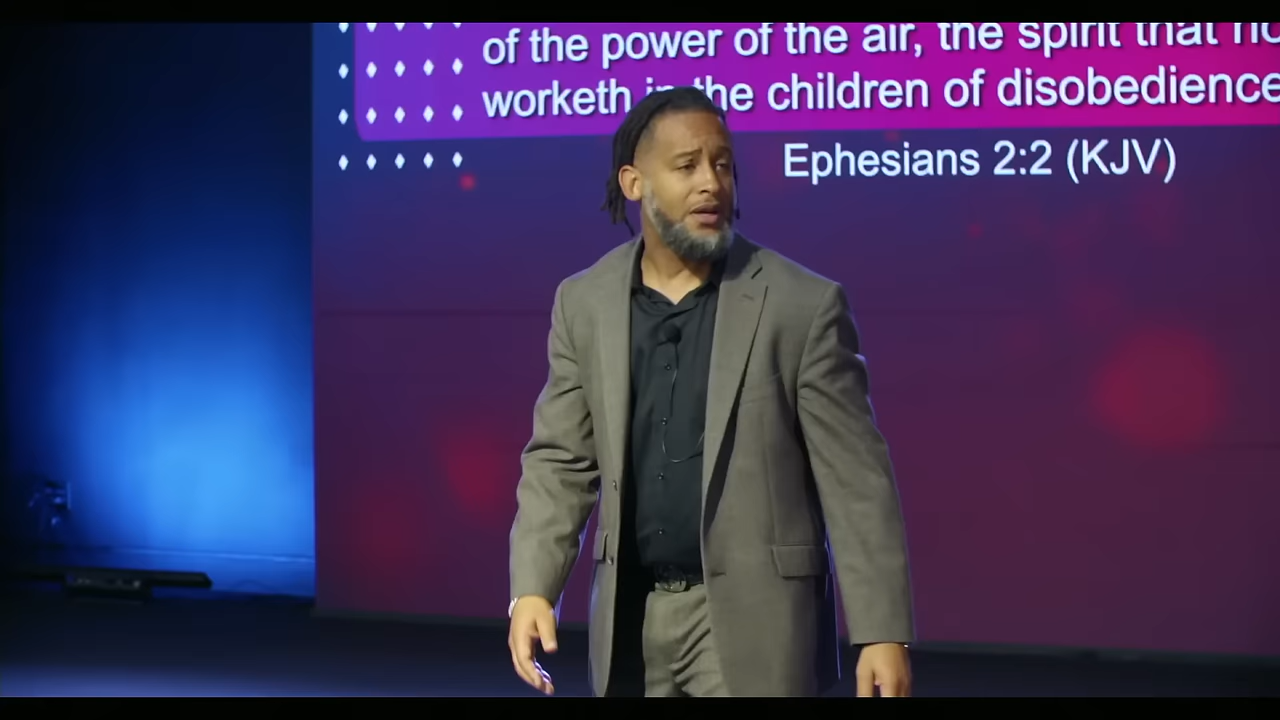 of the power of the air, the spirit that
worketh in the children of disobedience
Ephesians 2:2 (KJV)